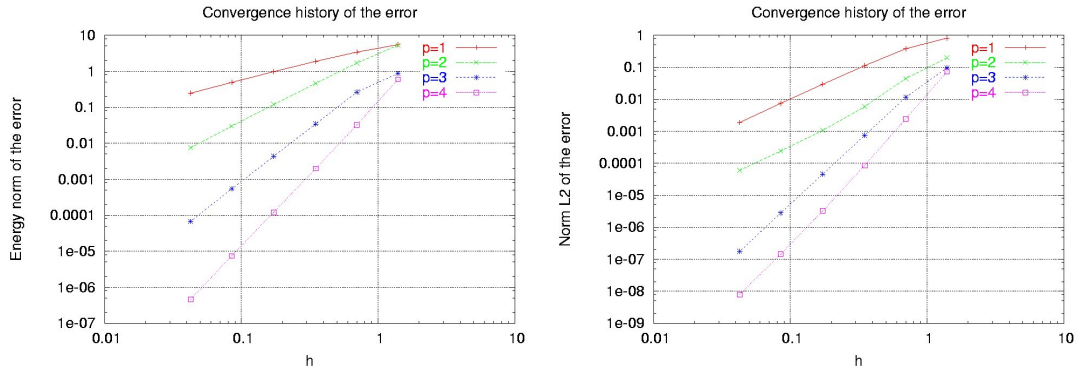 Convergence history of the error
10
1
0.1
0.01
0.001
0.0001
1e-05
1e-06
1e-07
0.01
0.1
1
10
Energy norm of the error
h
p=1
p=2
p=3
p=4
Convergence history of the error
1
0.1
0.01
0.001
0.0001
1e-05
1e-06
1e-07
1e-08
1e-09
0.01
0.1
1
10
Norm L2 of the error
h
p=1
p=2
p=3
p=4